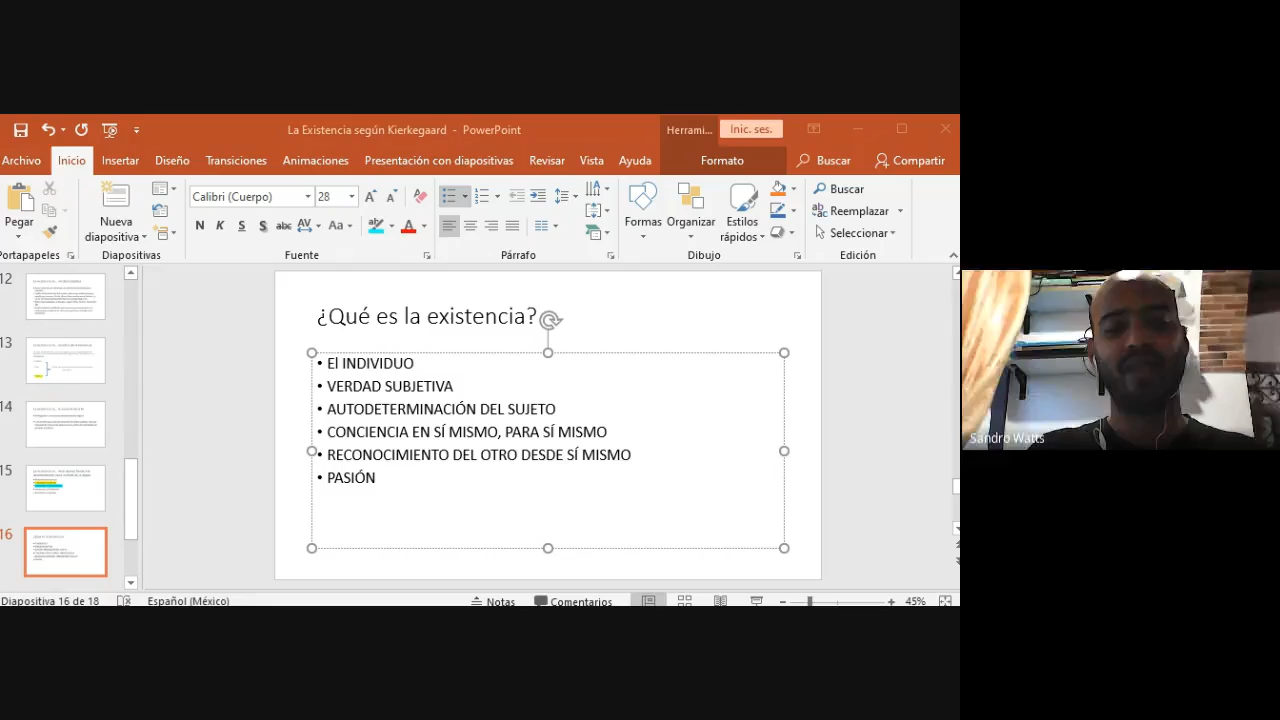 La Existencia según Kierkegaard - PowerPoint
Herrami...
Inic. ses.
Archivo Inicio Insertar Diseño Transiciones Animaciones Presentación con diapositivas Revisar Vista Ayuda Formato Buscar Compartir
Calibri (Cuerpo) 28
Pegar
Nueva
diapositiva
N K S S abc AV Aa A
Formas Organizar Estilos
rápidos
Buscar
Reemplazar
Seleccionar
Portapapeles Diapositivas Fuente Párrafo Dibujo Edición
12
13
14
15
16
¿Qué es la existencia?
• El INDIVIDUO
• VERDAD SUBJETIVA
• AUTODETERMINACIÓN DEL SUJETO
• CONCIENCIA EN SÍ MISMO, PARA SÍ MISMO
• RECONOCIMIENTO DEL OTRO DESDE SÍ MISMO
• PASIÓN
Sandro Watts
Diapositiva 16 de 18 Español (México) Notas Comentarios 45%